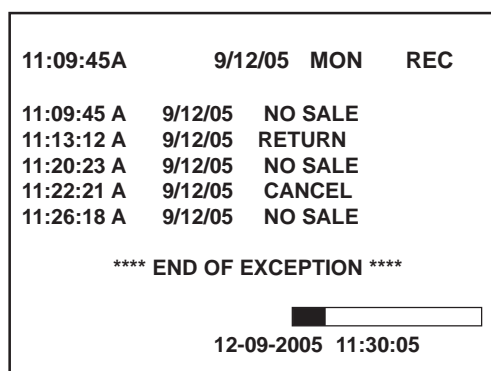 11:09:45A 9/12/05 MON REC
11:09:45 A 9/12/05 NO SALE
11:13:12 A 9/12/05 RETURN
11:20:23 A 9/12/05 NO SALE
11:22:21 A 9/12/05 CANCEL
11:26:18 A 9/12/05 NO SALE
**** END OF EXCEPTION ****
12-09-2005 11:30:05